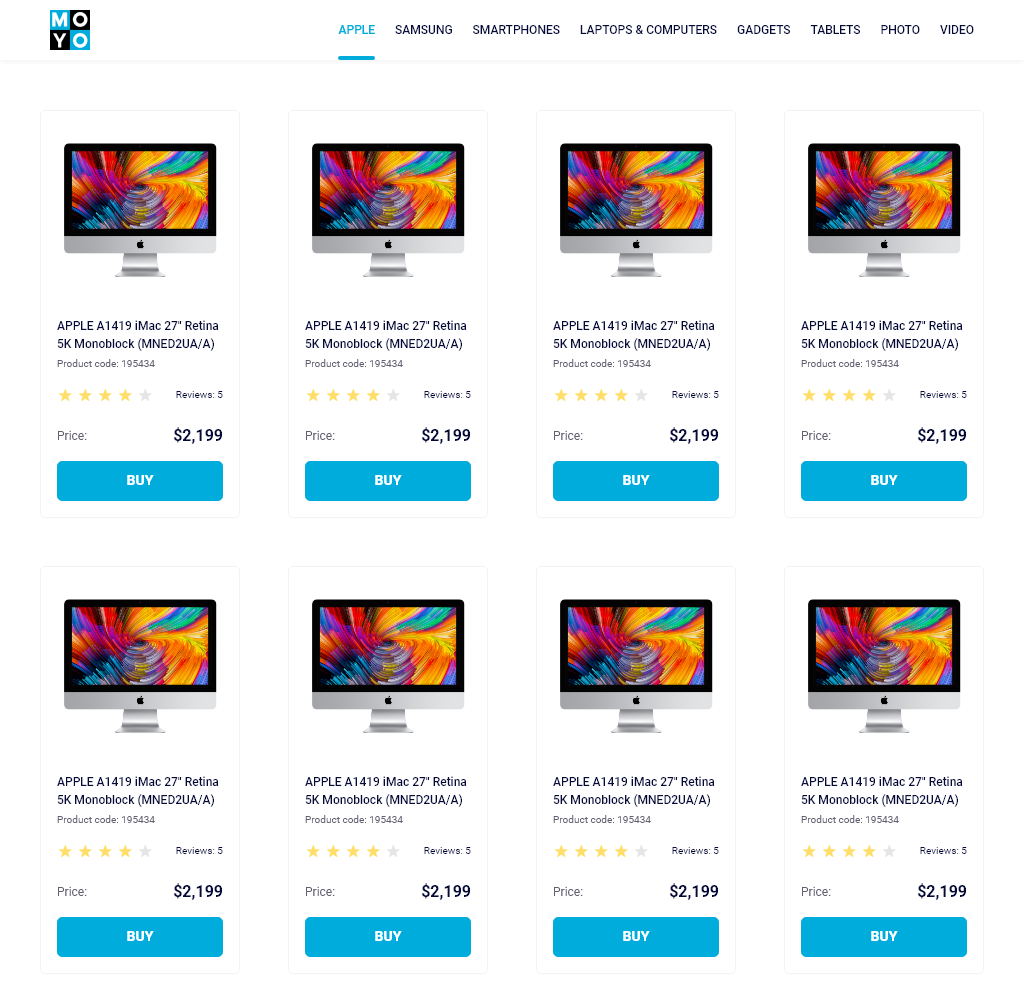 MO
YO
APPLE SAMSUNG SMARTPHONES LAPTOPS & COMPUTERS GADGETS TABLETS PHOTO VIDEO
APPLE A1419 iMac 27" Retina
5K Monoblock (MNED2UA/A)
Product code: 195434
Reviews: 5
Price: $2,199
BUY
APPLE A1419 iMac 27" Retina
5K Monoblock (MNED2UA/A)
Product code: 195434
Reviews: 5
Price: $2,199
BUY
APPLE A1419 iMac 27" Retina
5K Monoblock (MNED2UA/A)
Product code: 195434
Reviews: 5
Price: $2,199
BUY
APPLE A1419 iMac 27" Retina
5K Monoblock (MNED2UA/A)
Product code: 195434
Reviews: 5
Price: $2,199
BUY
APPLE A1419 iMac 27" Retina
5K Monoblock (MNED2UA/A)
Product code: 195434
Reviews: 5
Price: $2,199
BUY
APPLE A1419 iMac 27" Retina
5K Monoblock (MNED2UA/A)
Product code: 195434
Reviews: 5
Price: $2,199
BUY
APPLE A1419 iMac 27" Retina
5K Monoblock (MNED2UA/A)
Product code: 195434
Reviews: 5
Price: $2,199
BUY
APPLE A1419 iMac 27" Retina
5K Monoblock (MNED2UA/A)
Product code: 195434
Reviews: 5
Price: $2,199
BUY